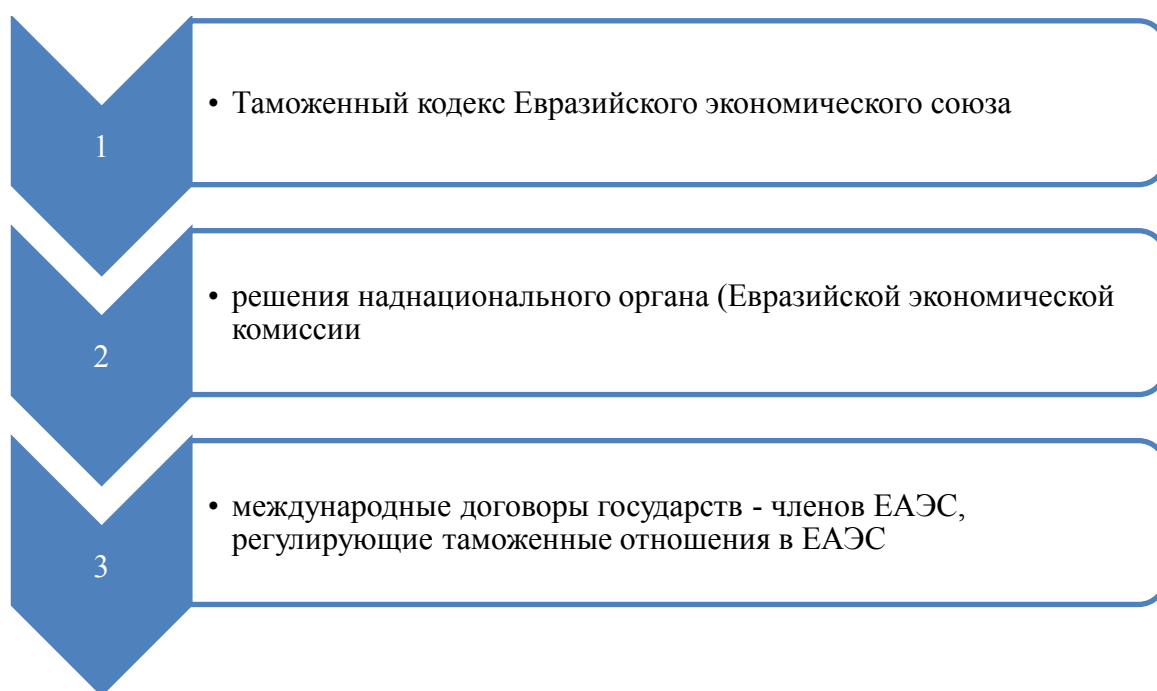 1
• Таможенный кодекс Евразийского экономического союза
2
• решения наднационального органа (Евразийской экономической
комиссии
3
• международные договоры государств - членов ЕАЭС,
регулирующие таможенные отношения в ЕАЭС